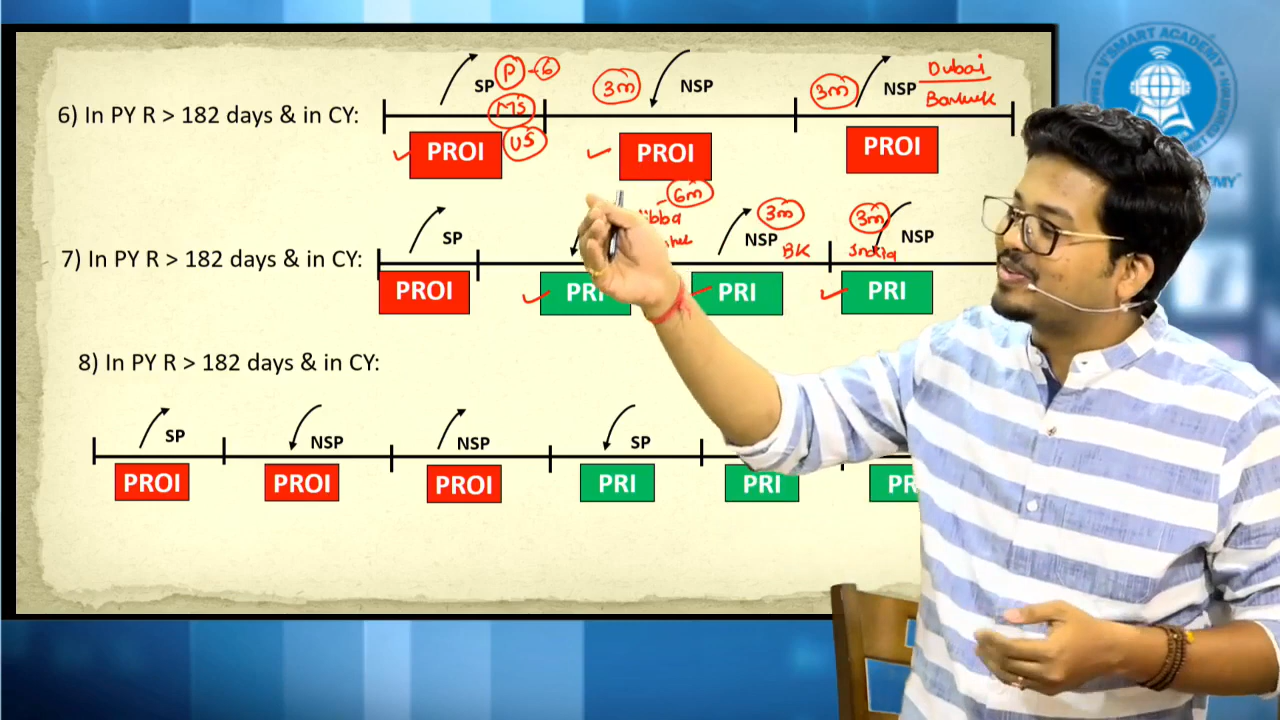 6) In PY R > 182 days & in CY:
SP P - 6
MS
US
3m NSP
3m NSP Dubai
PROI
PROI
PROI
7) In PY R > 182 days & in CY:
SP
6m
NSP 3m
BK
3m NSP
India
PROI
PRI
PRI
PRI
8) In PY R > 182 days & in CY:
SP
NSP
NSP
SP
PROI
PROI
PROI
PRI
PRI
V'SMART ACADEMY